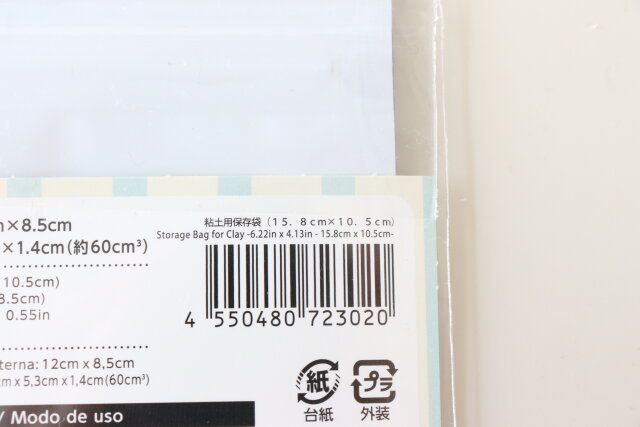 粘土用保存袋（15．8cm×10．5cm）
Storage Bag for Clay -6.22in x 4.13in - 15.8cm x 10.5cm-
×8.5cm
×1.4cm(約60cm³)
10.5cm)
8.5cm)
0.55in
4 550480 723020
terna: 12cm x 8,5cm
cm x 5,3cm x 1,4cm(60cm³)
紙
プラ
台紙
外装
/ Modo de uso